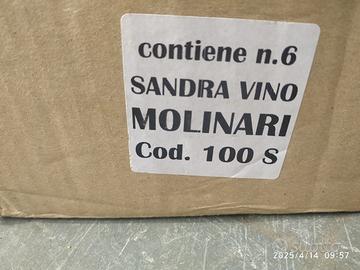 contiene n.6
SANDRA VINO
MOLINARI
Cod. 100 S
2025/4/14 09:57